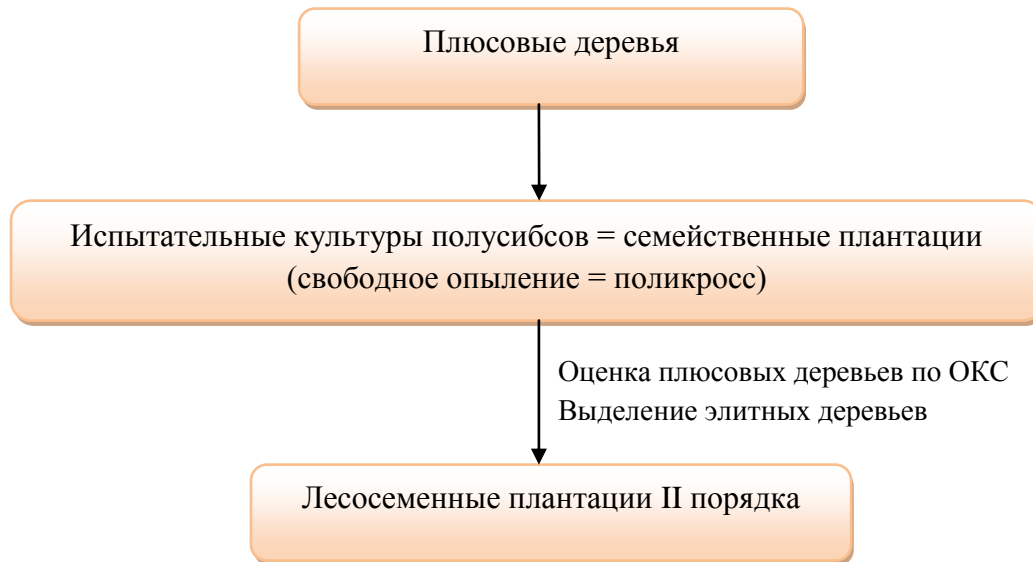 Плюсовые деревья
Испытательные культуры полусибсов = семейственные плантации
(свободное опыление = поликросс)
Оценка плюсовых деревьев по ОКС
Выделение элитных деревьев
Лесосеменные плантации II порядка